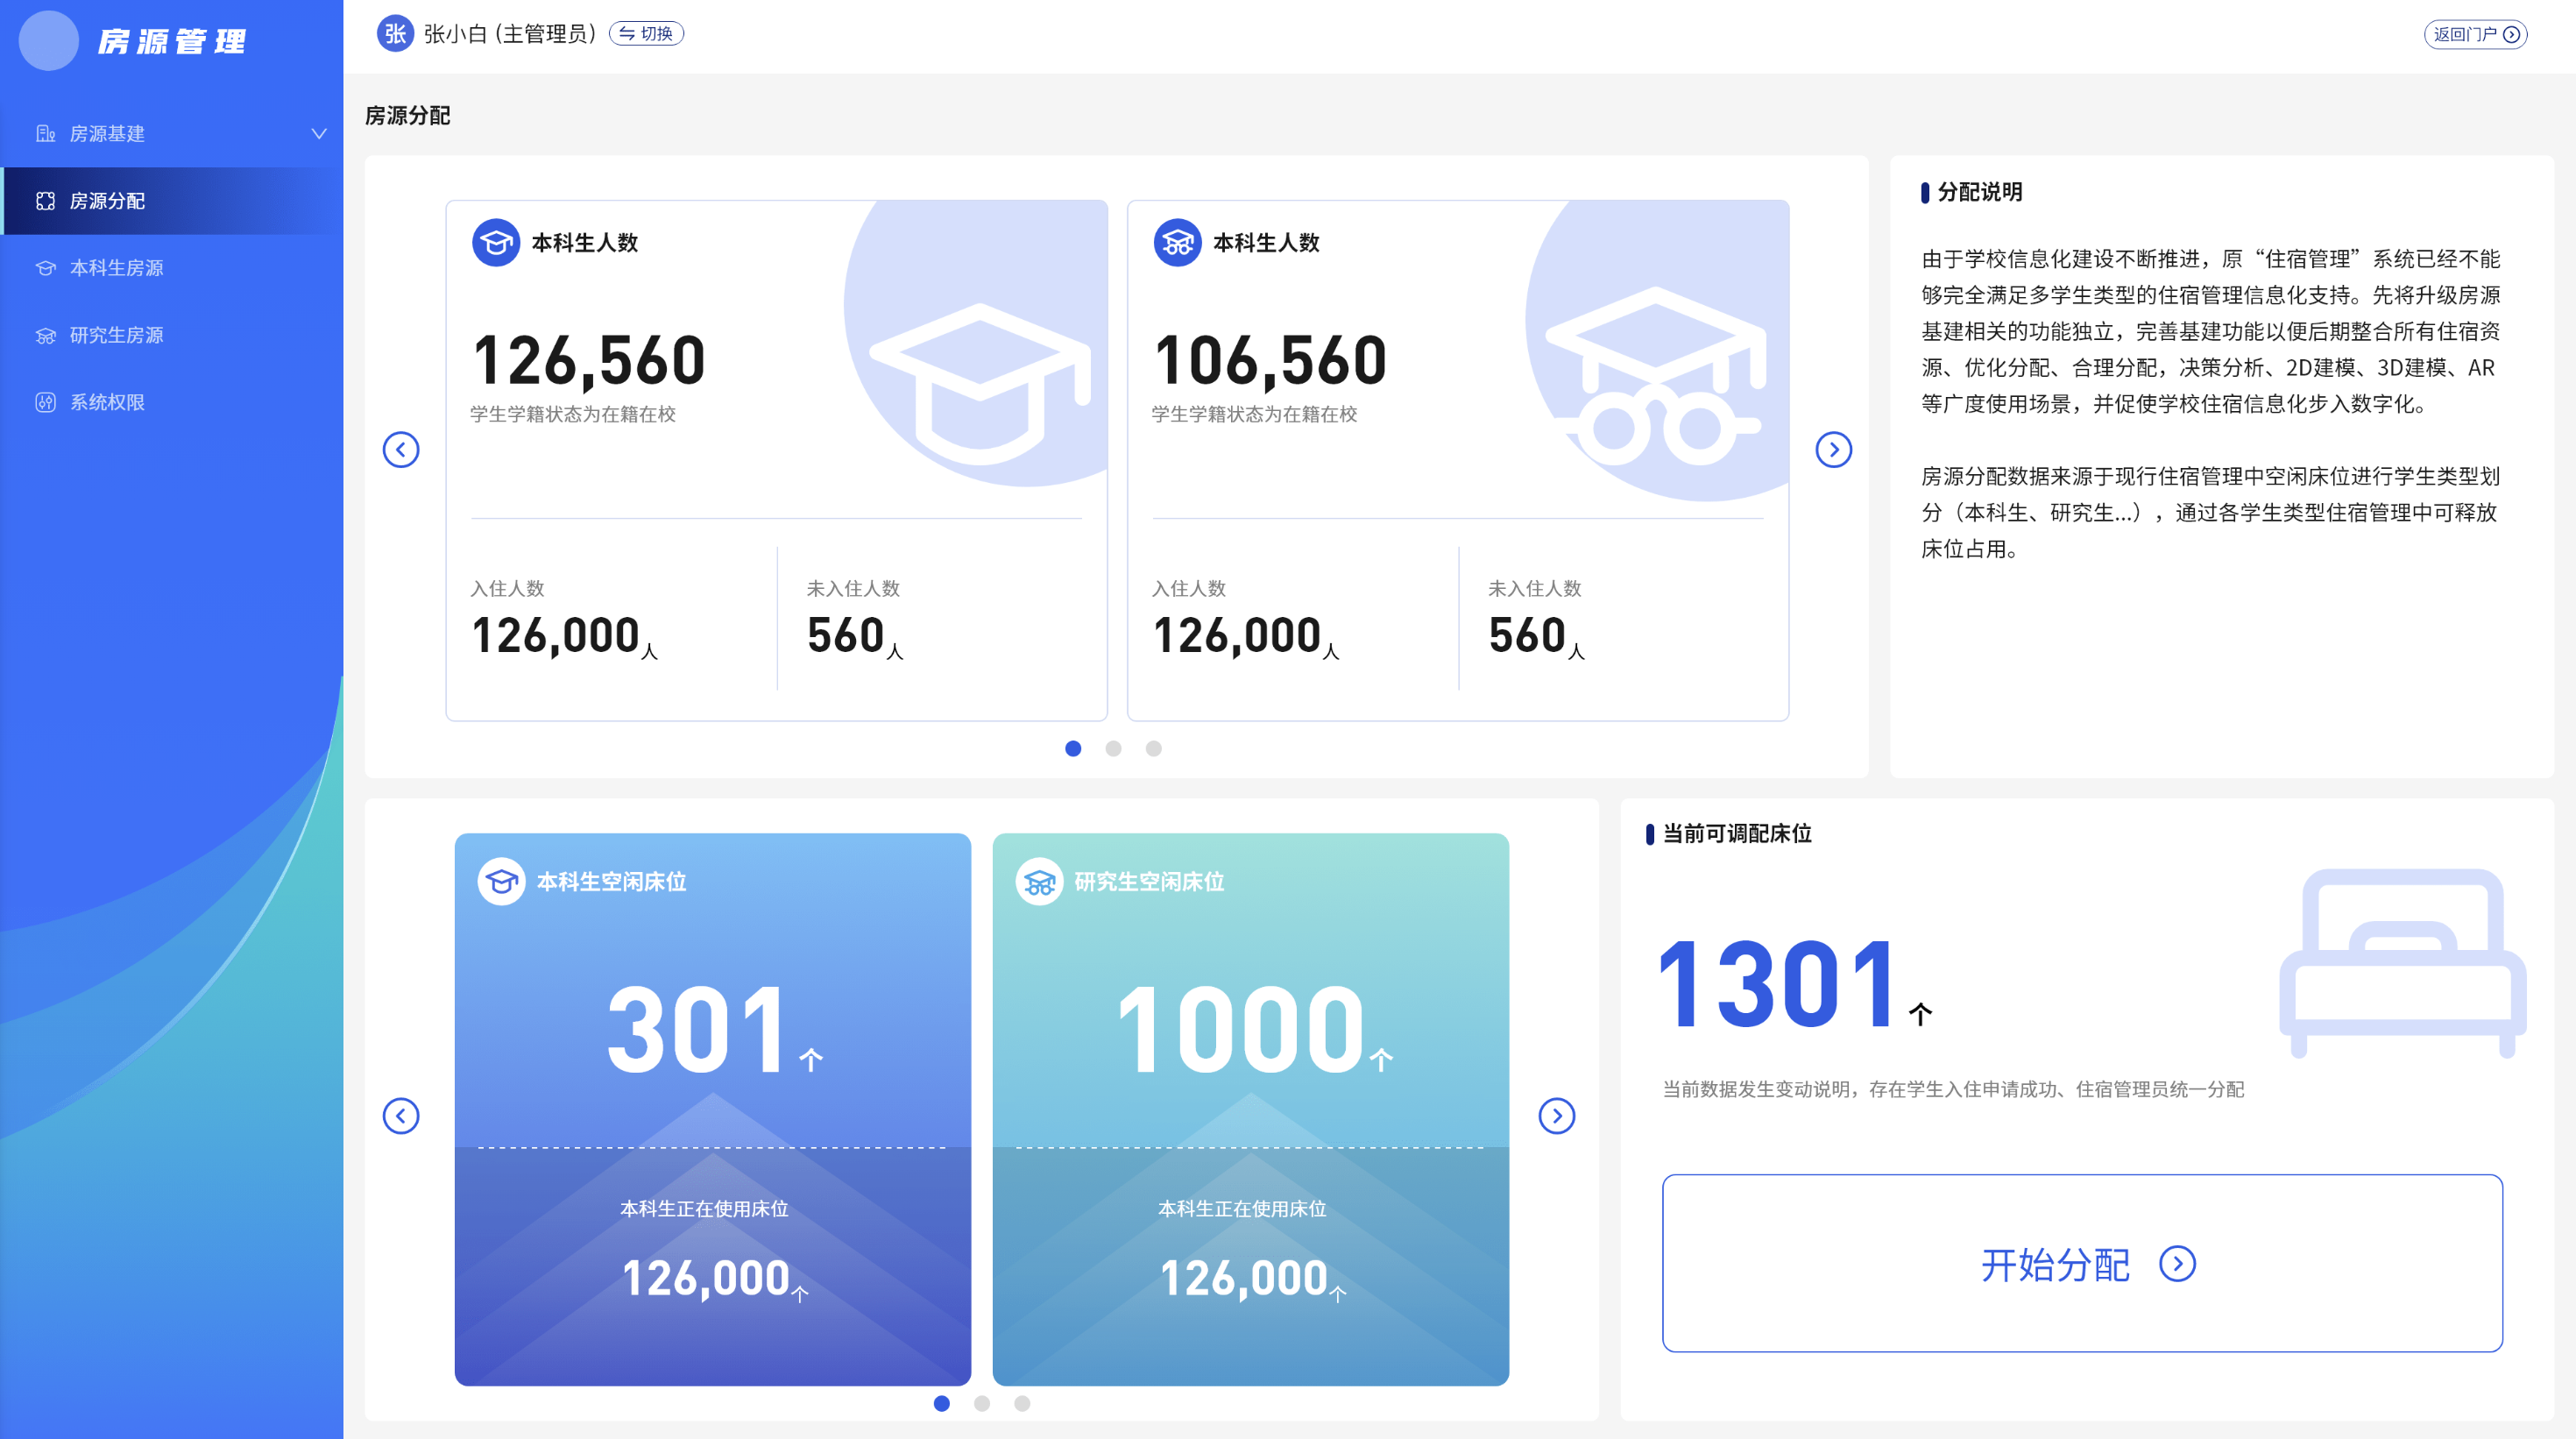 房源管理
张
张小白 (主管理员)
切换
返回门户
房源基建
房源分配
本科生房源
研究生房源
系统权限
房源分配
本科生人数
126,560
学生学籍状态为在籍在校
入住人数
126,000人
未入住人数
560人
本科生人数
106,560
学生学籍状态为在籍在校
入住人数
126,000人
未入住人数
560人
分配说明
由于学校信息化建设不断推进，原“住宿管理”系统已经不能
够完全满足多学生类型的住宿管理信息化支持。先将升级房源
基建相关的功能独立，完善基建功能以便后期整合所有住宿资
源、优化分配、合理分配，决策分析、2D建模、3D建模、AR
等广度使用场景，并促使学校住宿信息化步入数字化。
房源分配数据来源于现行住宿管理中空闲床位进行学生类型划
分（本科生、研究生...），通过各学生类型住宿管理中可释放
床位占用。
本科生空闲床位
301个
本科生正在使用床位
126,000个
研究生空闲床位
1000个
本科生正在使用床位
126,000个
当前可调配床位
1301个
当前数据发生变动说明，存在学生入住申请成功、住宿管理员统一分配
开始分配